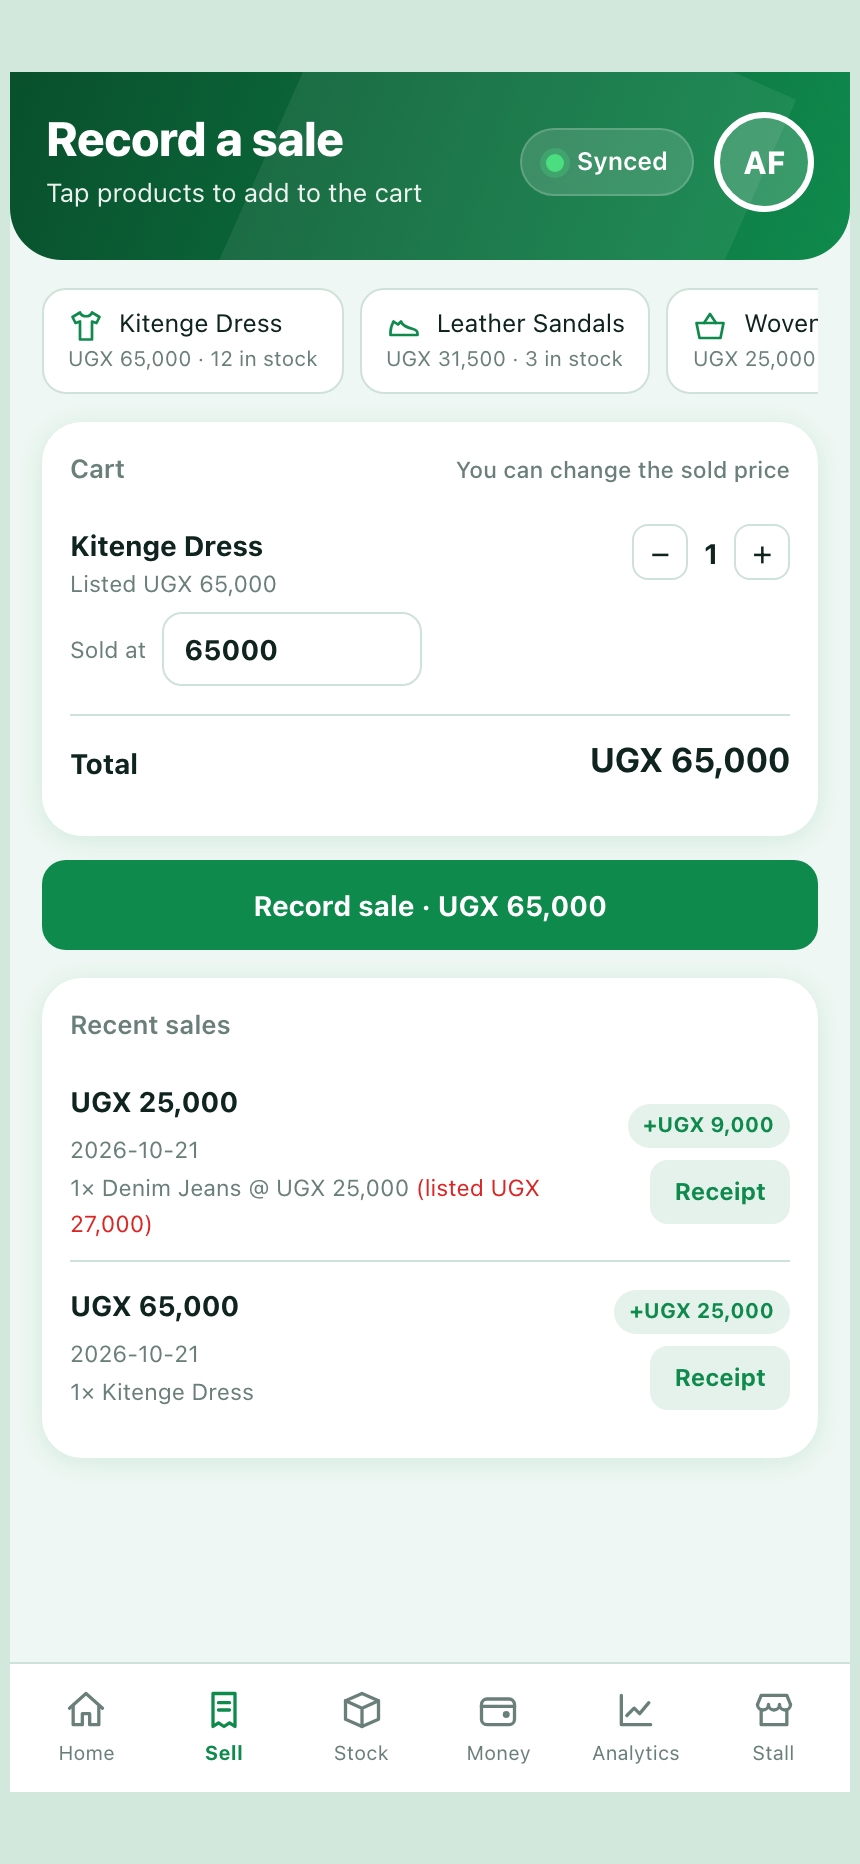 Record a sale
Tap products to add to the cart
Synced
AF
Kitenge Dress
UGX 65,000 · 12 in stock
Leather Sandals
UGX 31,500 · 3 in stock
Woven
UGX 25,000
Cart
You can change the sold price
Kitenge Dress
Listed UGX 65,000
− 1 +
Sold at 65000
Total
UGX 65,000
Record sale · UGX 65,000
Recent sales
UGX 25,000
2026-10-21
1× Denim Jeans @ UGX 25,000 (listed UGX
27,000)
+UGX 9,000
Receipt
UGX 65,000
2026-10-21
1× Kitenge Dress
+UGX 25,000
Receipt
Home
Sell
Stock
Money
Analytics
Stall